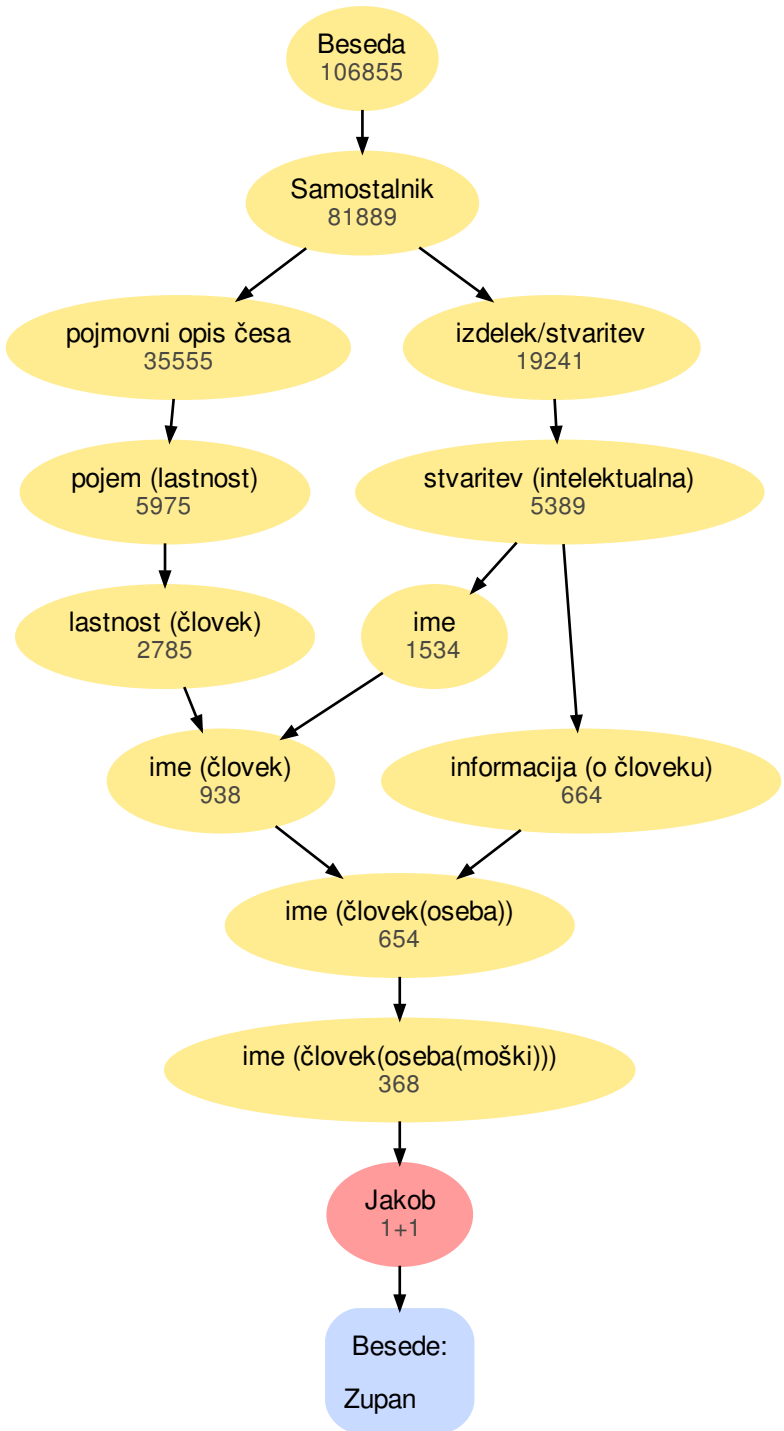 Beseda
106855
Samostalnik
81889
pojmovni opis česa
35555
izdelek/stvaritev
19241
pojem (lastnost)
5975
stvaritev (intelektualna)
5389
lastnost (človek)
2785
ime
1534
ime (človek)
938
informacija (o človeku)
664
ime (človek(oseba))
654
ime (človek(oseba(moški)))
368
Jakob
1+1
Besede:
Zupan